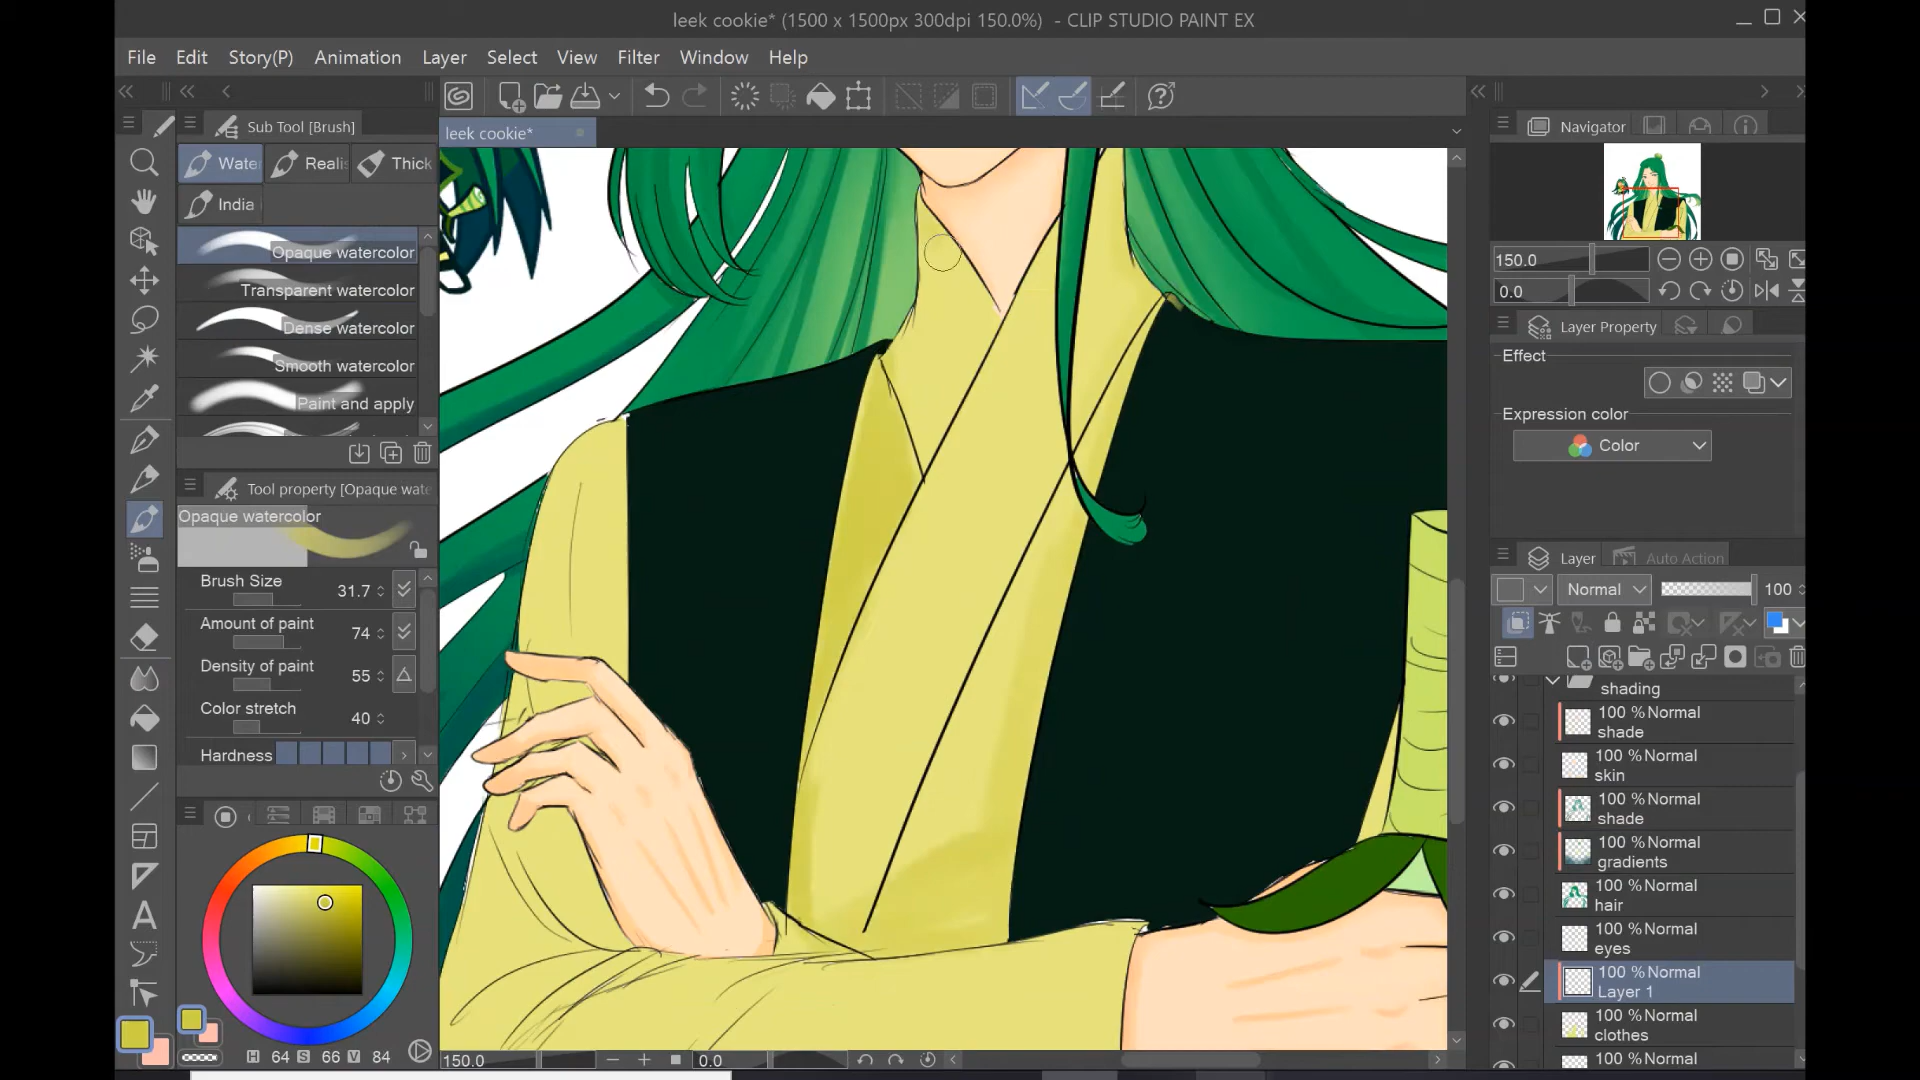 leek cookie* (1500 x 1500px 300dpi 150.0%) - CLIP STUDIO PAINT EX
File Edit Story(P) Animation Layer Select View Filter Window Help
Sub Tool [Brush]
leek cookie*
Navigator
Wate Realis Thick
India
Opaque watercolor
Transparent watercolor
Dense watercolor
Smooth watercolor
Paint and apply
150.0
0.0
Layer Property
Effect
Expression color
Color
Tool property [Opaque wate
Opaque watercolor
Brush Size 31.7
Amount of paint 74
Density of paint 55
Color stretch 40
Hardness
Layer Auto Action
Normal 100
shading
100 %Normal
shade
100 %Normal
skin
100 %Normal
shade
100 %Normal
gradients
100 %Normal
hair
100 %Normal
eyes
100 %Normal
Layer 1
100 %Normal
clothes
100 %Normal
H 64 S 66 V 84
150.0 0.0